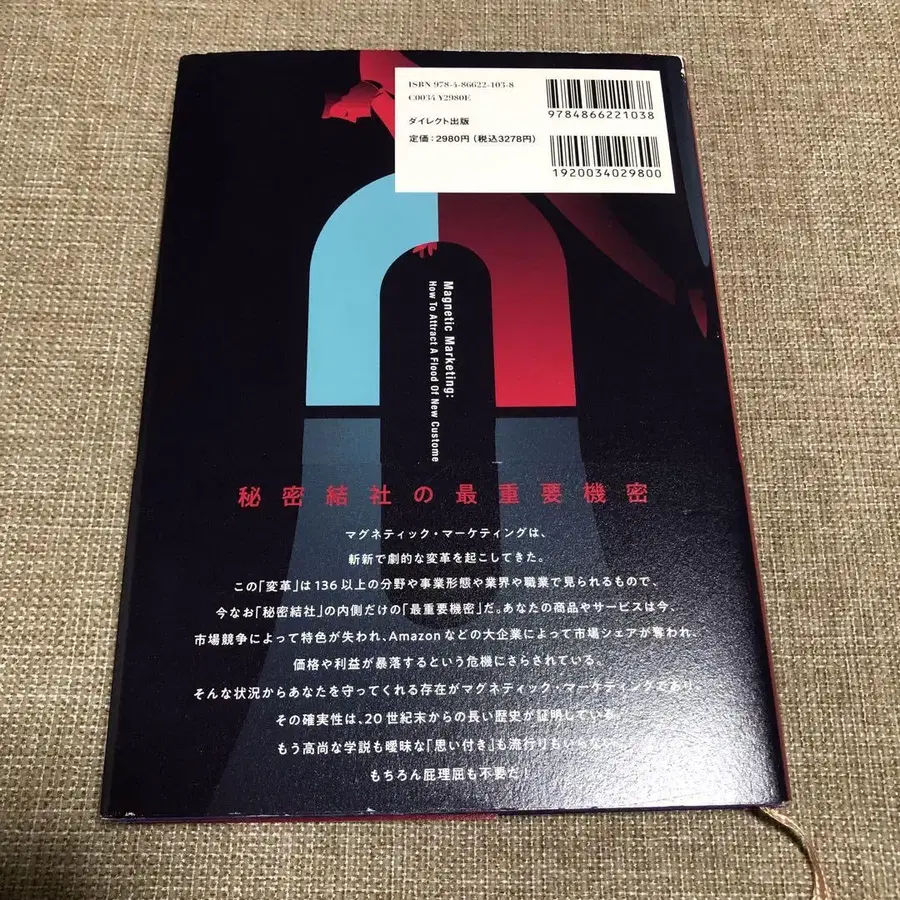 ISBN 978-4-86622-103-8
C0034 ¥2980E
ダイレクト出版
定価：2980円（税込3278円）
9784866221038
1920034029800
Magnetic Marketing:
How To Attract A Flood Of New Custome
秘密結社の最重要機密
マグネティック・マーケティングは、
斬新で劇的な変革を起こしてきた。
この「変革」は136以上の分野や事業形態や業界や職業で見られるもので、
今なお「秘密結社」の内側だけの「最重要機密」だ。あなたの商品やサービスは今、
市場競争によって特色が失われ、Amazonなどの大企業によって市場シェアが奪われ、
価格や利益が暴落するという危機にさらされている。
そんな状況からあなたを守ってくれる存在がマグネティック・マーケティングであり、
その確実性は、20世紀末からの長い歴史が証明している。
もう高尚な学説も曖昧な「思い付き」も流行りもいらない
もちろん屁理屈も不要だ！